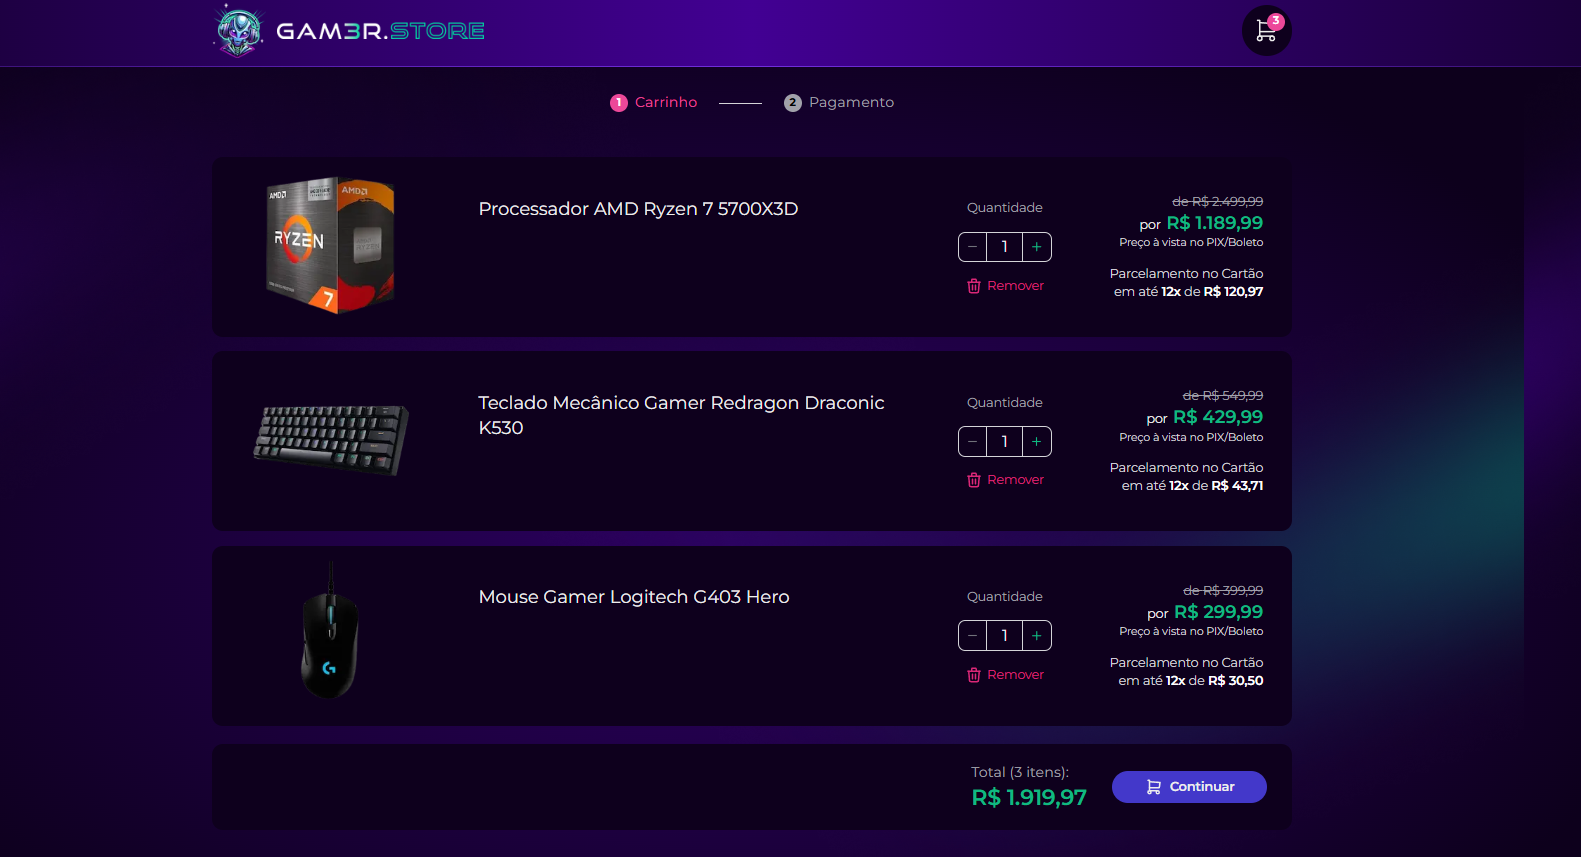 GAM3R.STORE
3
1 Carrinho
2 Pagamento
AMD
AMD
RYZEN
7
Processador AMD Ryzen 7 5700X3D
Quantidade
− 1 +
Remover
de R$ 2.499,99
por R$ 1.189,99
Preço à vista no PIX/Boleto
Parcelamento no Cartão
em até 12x de R$ 120,97
Teclado Mecânico Gamer Redragon Draconic
K530
Quantidade
− 1 +
Remover
de R$ 549,99
por R$ 429,99
Preço à vista no PIX/Boleto
Parcelamento no Cartão
em até 12x de R$ 43,71
Mouse Gamer Logitech G403 Hero
Quantidade
− 1 +
Remover
de R$ 399,99
por R$ 299,99
Preço à vista no PIX/Boleto
Parcelamento no Cartão
em até 12x de R$ 30,50
Total (3 itens):
R$ 1.919,97
Continuar